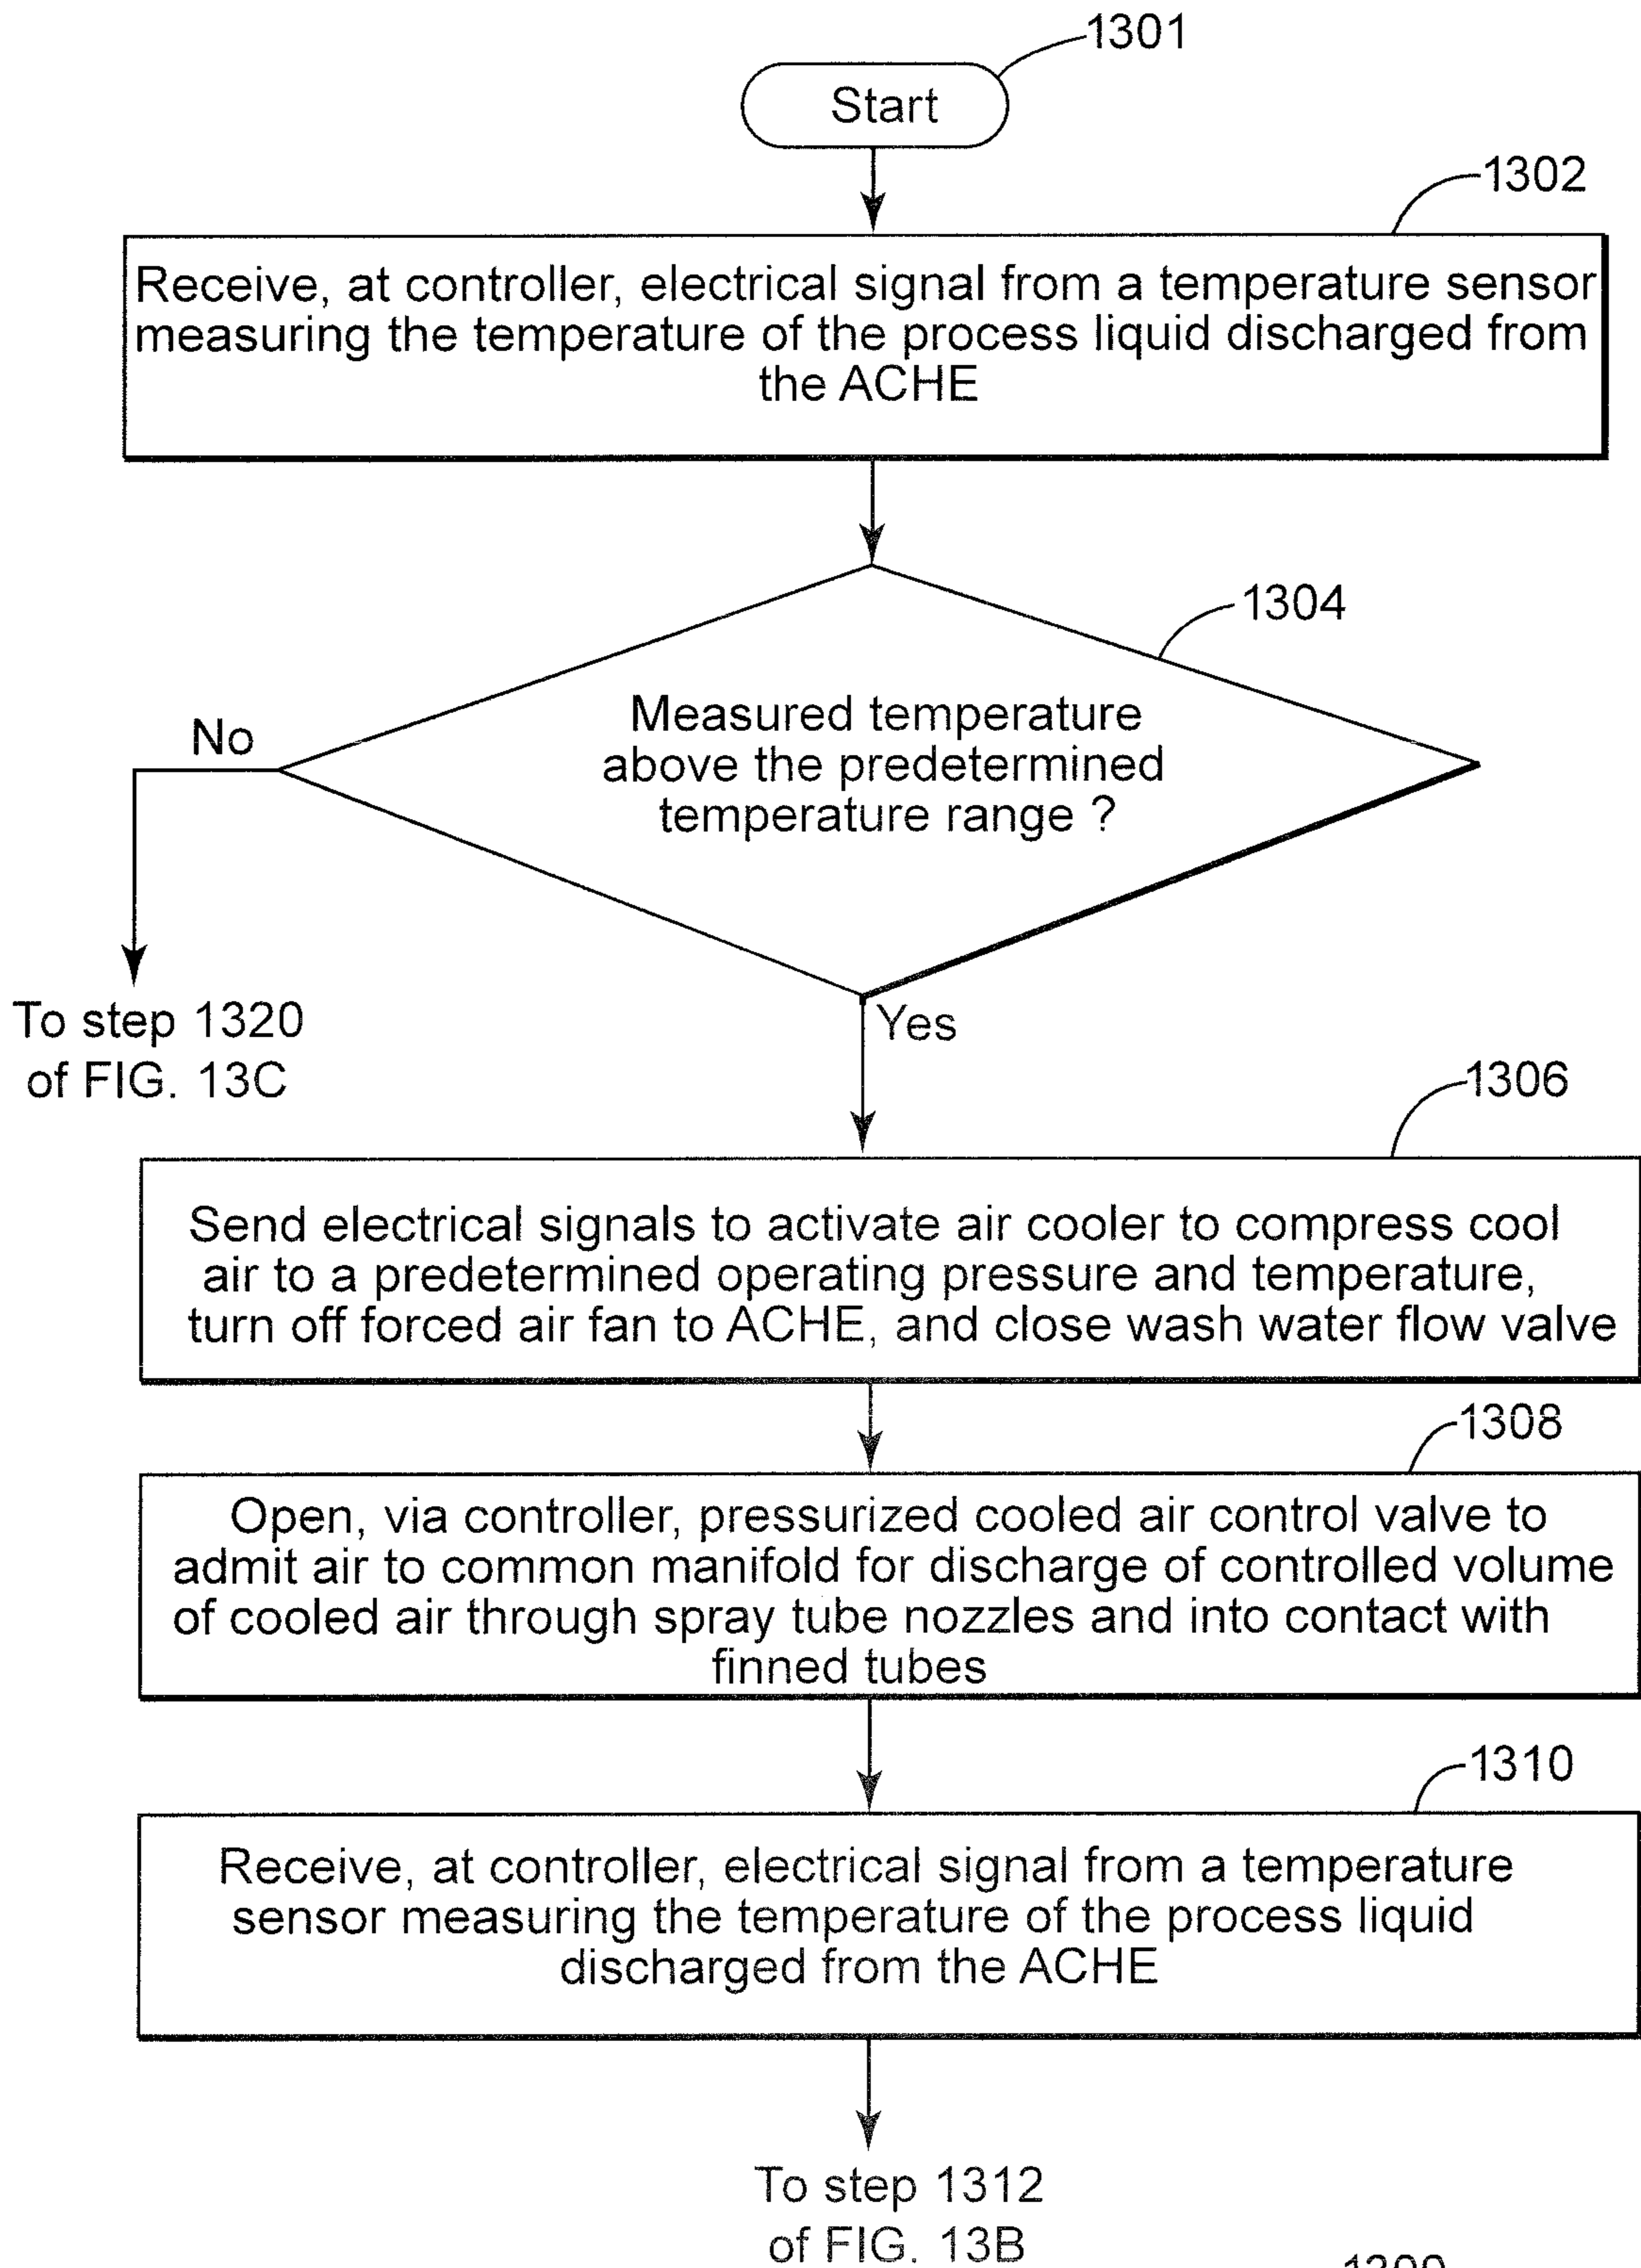 1301
Start
1302
Receive, at controller, electrical signal from a temperature sensor
measuring the temperature of the process liquid discharged from
the ACHE
1304
Measured temperature
above the predetermined
temperature range ?
No
To step 1320
of FIG. 13C
Yes
1306
Send electrical signals to activate air cooler to compress cool
air to a predetermined operating pressure and temperature,
turn off forced air fan to ACHE, and close wash water flow valve
1308
Open, via controller, pressurized cooled air control valve to
admit air to common manifold for discharge of controlled volume
of cooled air through spray tube nozzles and into contact with
finned tubes
1310
Receive, at controller, electrical signal from a temperature
sensor measuring the temperature of the process liquid
discharged from the ACHE
To step 1312
of FIG. 13B